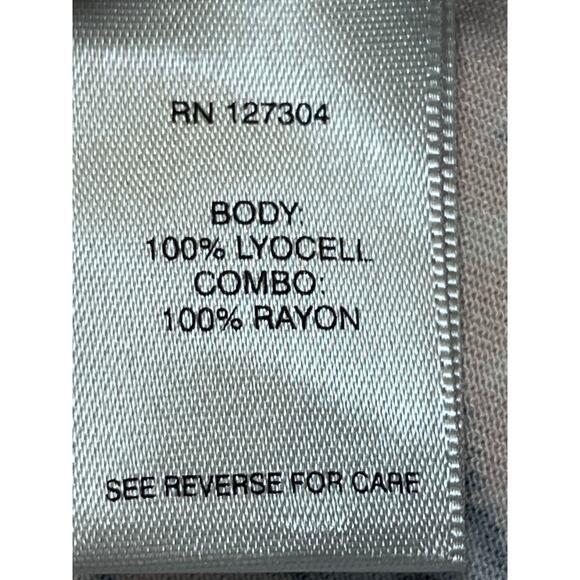 RN 127304
BODY:
100% LYOCELL
COMBO:
100% RAYON
SEE REVERSE FOR CARE